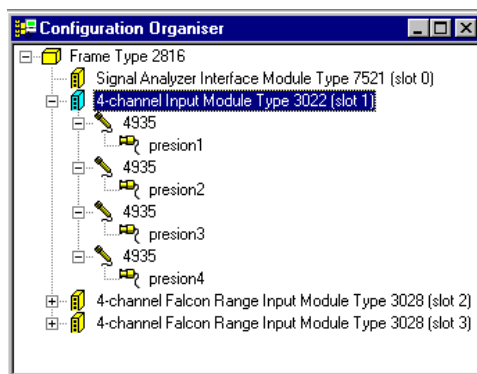 Configuration Organiser
Frame Type 2816
Signal Analyzer Interface Module Type 7521 (slot 0)
4-channel Input Module Type 3022 (slot 1)
4935
presion1
4935
presion2
4935
presion3
4935
presion4
4-channel Falcon Range Input Module Type 3028 (slot 2)
4-channel Falcon Range Input Module Type 3028 (slot 3)